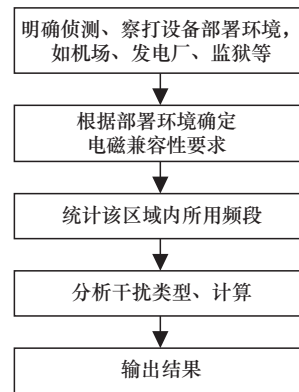 明确侦测、察打设备部署环境,
如机场、发电厂、监狱等
根据部署环境确定
电磁兼容性要求
统计该区域内所用频段
分析干扰类型、计算
输出结果